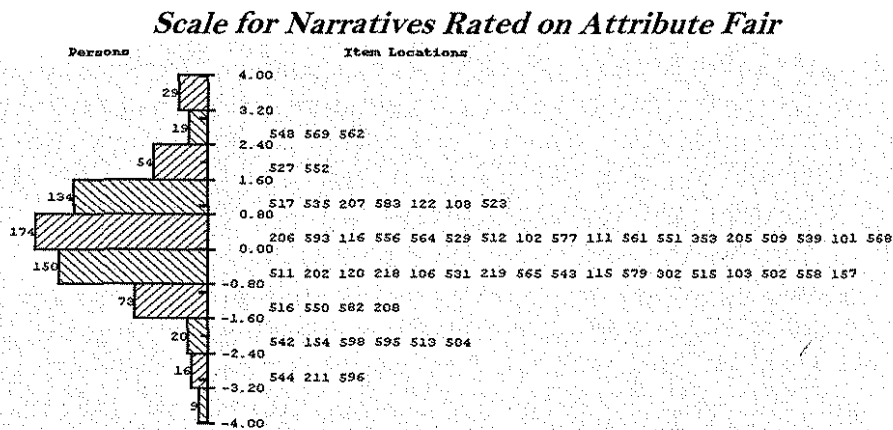 Scale for Narratives Rated on Attribute Fair
Persons Item Locations
4.00
29
3.20
19 548 569 562
2.40
54 527 552
1.60
134 517 535 207 583 122 108 523
0.80
174 206 593 116 556 564 529 512 102 577 111 561 551 353 205 509 539 101 568
0.00
150 511 202 120 218 106 531 219 565 543 115 579 302 515 103 502 558 157
-0.80
73 516 550 582 208
-1.60
20 542 154 598 595 513 504
-2.40
16 544 211 596
-3.20
9
-4.00